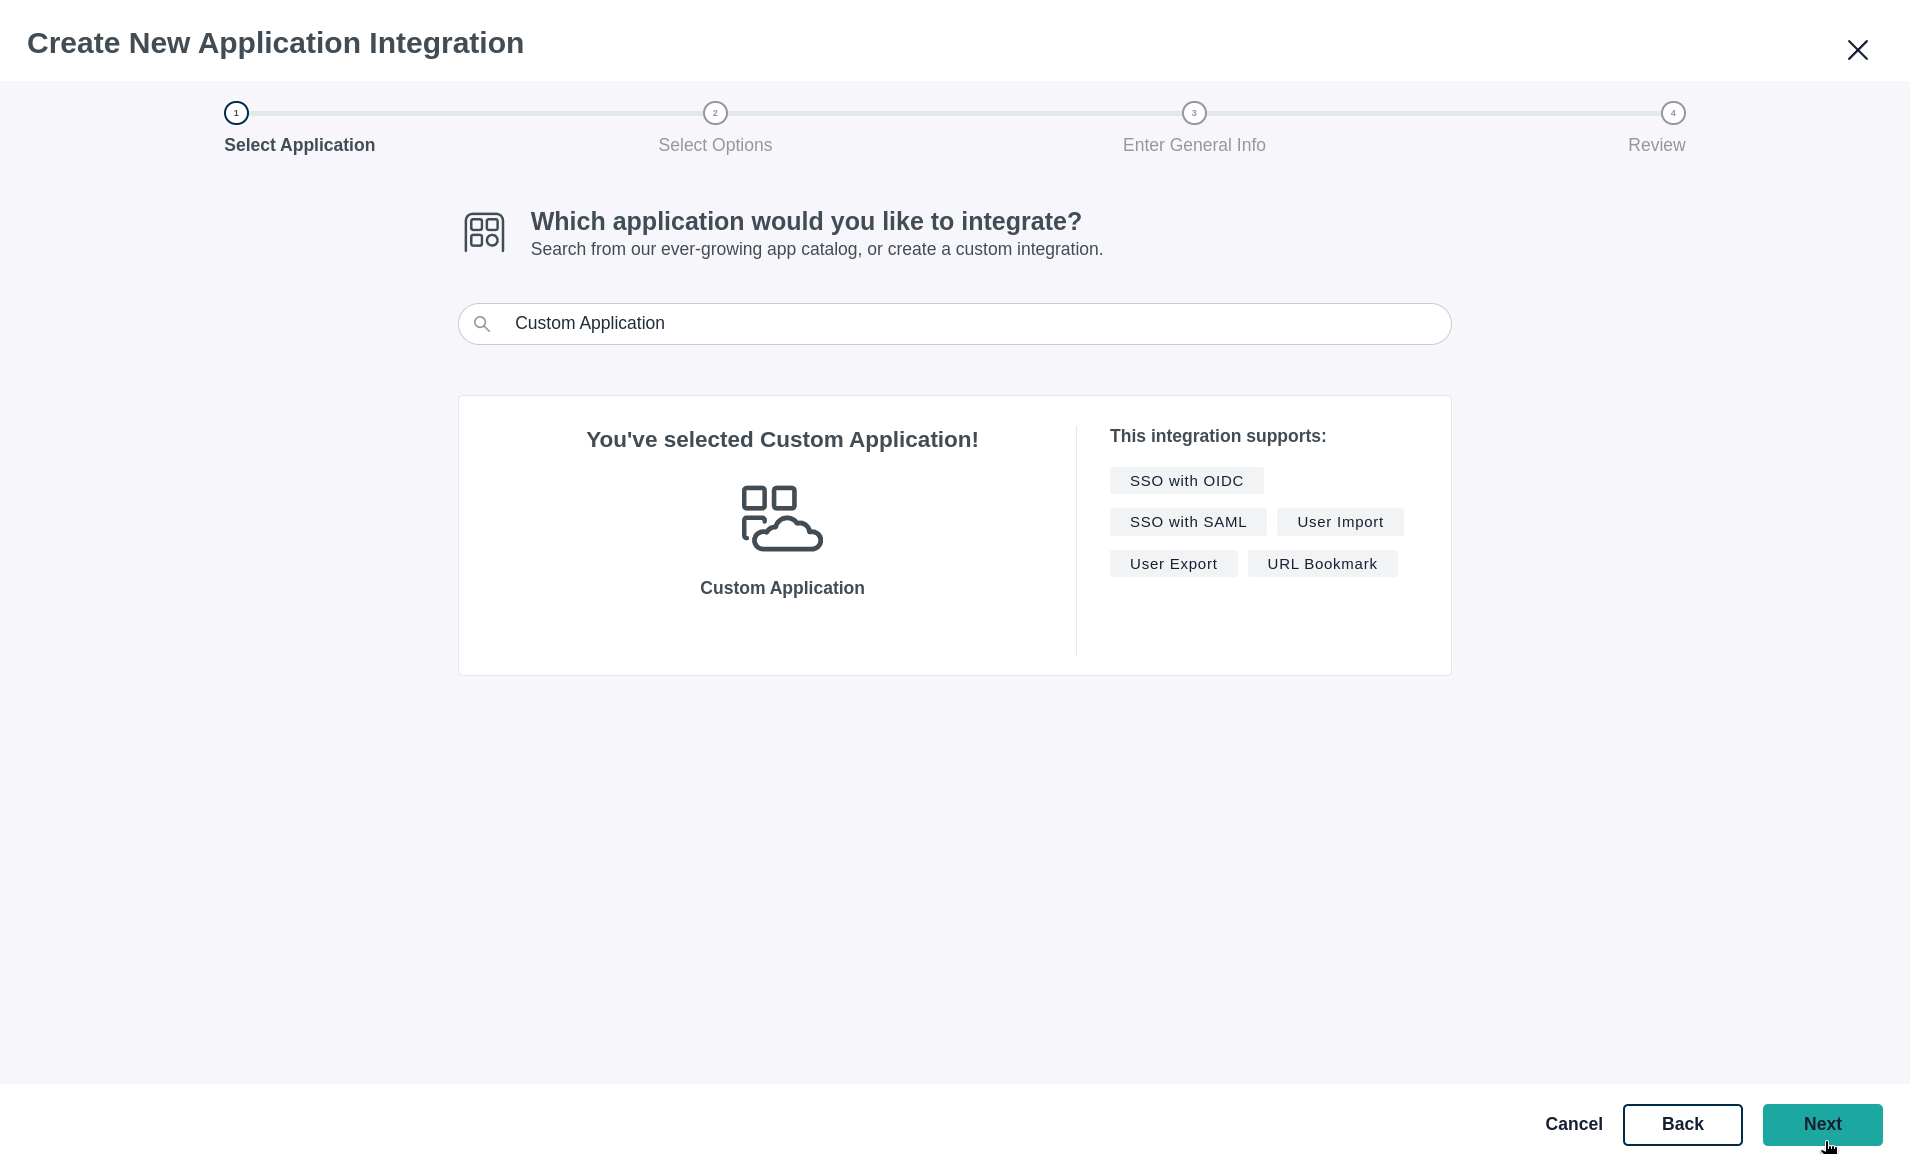 Create New Application Integration
1
2
3
4
Select Application
Select Options
Enter General Info
Review
Which application would you like to integrate?
Search from our ever-growing app catalog, or create a custom integration.
Custom Application
You've selected Custom Application!
Custom Application
This integration supports:
SSO with OIDC
SSO with SAML
User Import
User Export
URL Bookmark
Cancel
Back
Next